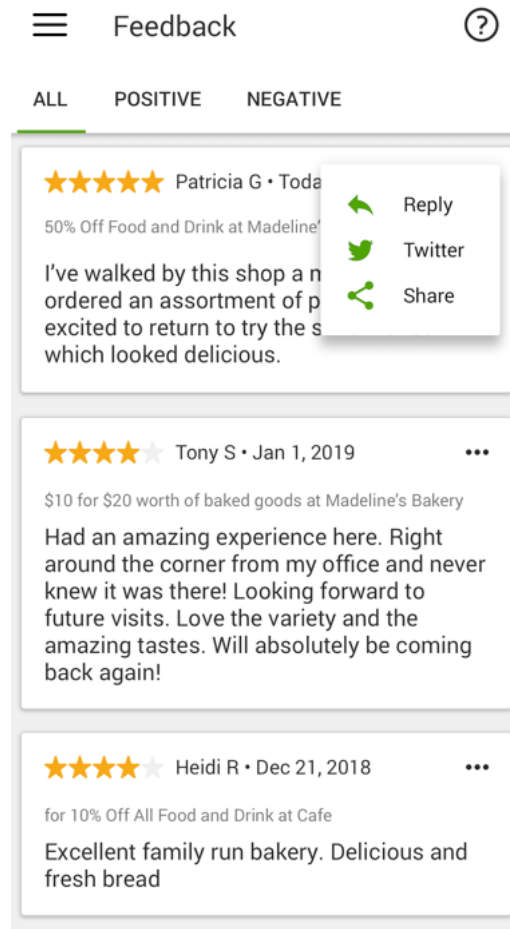 Feedback
ALL POSITIVE NEGATIVE
Patricia G •
Reply
Twitter
Share
50% Off Food and Drink at
I've walked by this shop a
ordered an assortment of
excited to return to try the
which looked delicious.
Tony S • Jan 1, 2019
$10 for $20 worth of baked goods at Madeline's Bakery
Had an amazing experience here. Right
around the corner from my office and never
knew it was there! Looking forward to
future visits. Love the variety and the
amazing tastes. Will absolutely be coming
back again!
Heidi R • Dec 21, 2018
for 10% Off All Food and Drink at Cafe
Excellent family run bakery. Delicious and
fresh bread